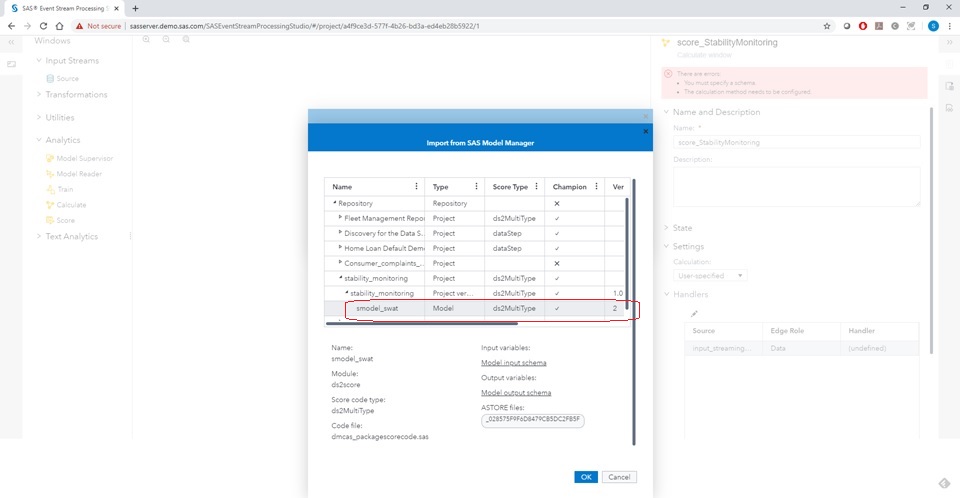 SAS® Event Stream Processing S
Not secure | sasserver.demo.sas.com/SASEventStreamProcessingStudio/#/project/a4f9ce3d-577f-4b26-bd3a-ed4eb28b5922/1
S
Windows
Input Streams
Source
Transformations
Utilities
Analytics
Model Supervisor
Model Reader
Train
Calculate
Score
Text Analytics
Import from SAS Model Manager
Name Type Score Type Champion Ver
Repository Repository
Fleet Management Repo Project ds2MultiType
Discovery for the Data S... Project dataStep
Home Loan Default Dem Project dataStep
Consumer_complaints_... Project
stability_monitoring Project ds2MultiType
stability_monitoring Project ver... ds2MultiType 1.0
smodel_swat Model ds2MultiType 2
Name:
smodel_swat
Module:
ds2score
Score code type:
ds2MultiType
Code file:
dmcas_packagescorecode.sas
Input variables:
Model input schema
Output variables:
Model output schema
ASTORE files:
_028575F9F6D8479CB5DC2FB5F
OK Cancel
score_StabilityMonitoring
Calculate window
There are errors:
• You must specify a schema.
• The calculation method needs to be configured.
Name and Description
Name: *
score_StabilityMonitoring
Description:
State
Settings
Calculation:
User-specified
Handlers
Source Edge Role Handler
input_streaming... Data (undefined)